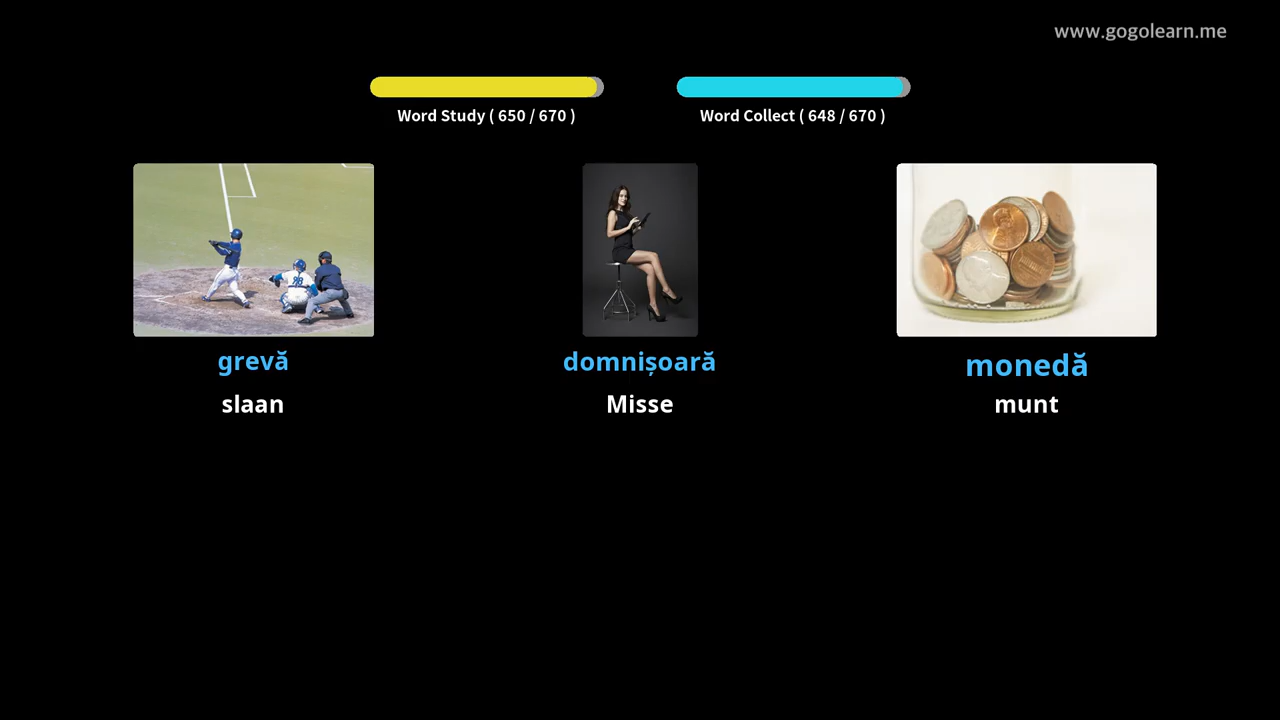 www.gogolearn.me
Word Study ( 650 / 670 )
Word Collect ( 648 / 670 )
grevă
domnișoară
monedă
slaan
Misse
munt